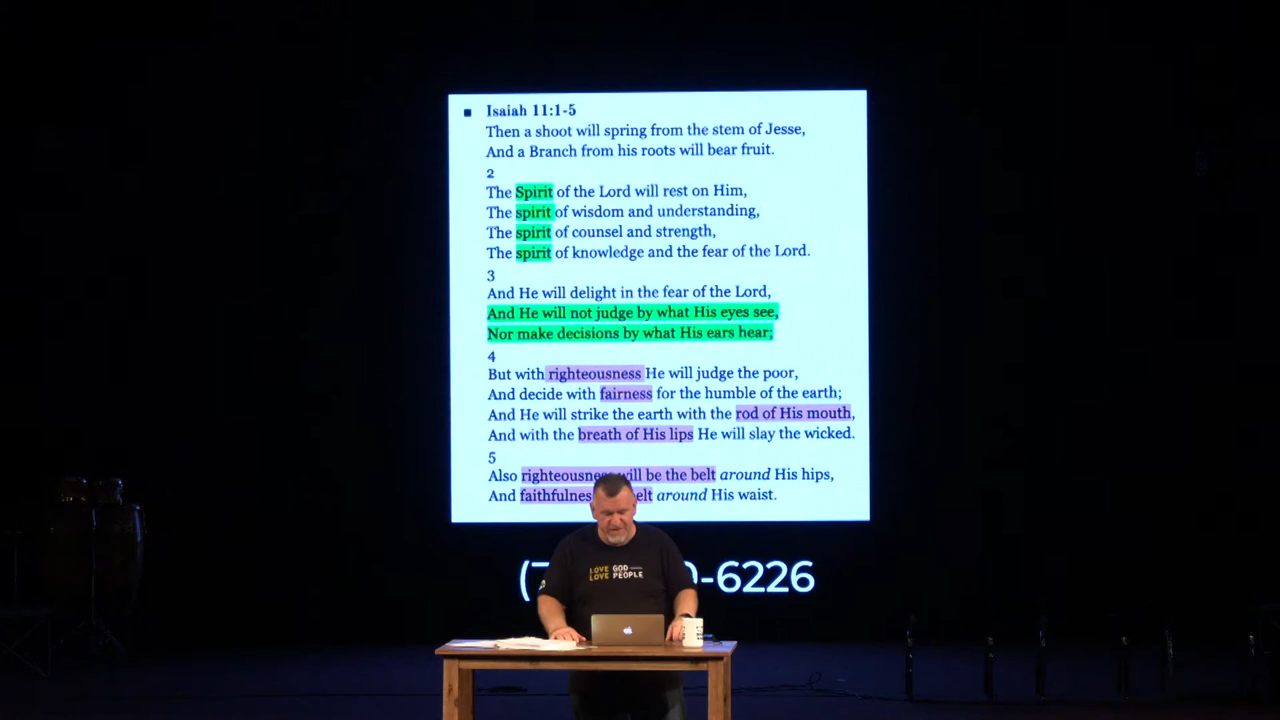 ■ Isaiah 11:1-5
Then a shoot will spring from the stem of Jesse,
And a Branch from his roots will bear fruit.
2
The Spirit of the Lord will rest on Him,
The spirit of wisdom and understanding,
The spirit of counsel and strength,
The spirit of knowledge and the fear of the Lord.
3
And He will delight in the fear of the Lord,
And He will not judge by what His eyes see,
Nor make decisions by what His ears hear;
4
But with righteousness He will judge the poor,
And decide with fairness for the humble of the earth;
And He will strike the earth with the rod of His mouth,
And with the breath of His lips He will slay the wicked.
5
Also righteousness will be the belt around His hips,
And around His waist.
-6226
LOVE GOD
LOVE PEOPLE